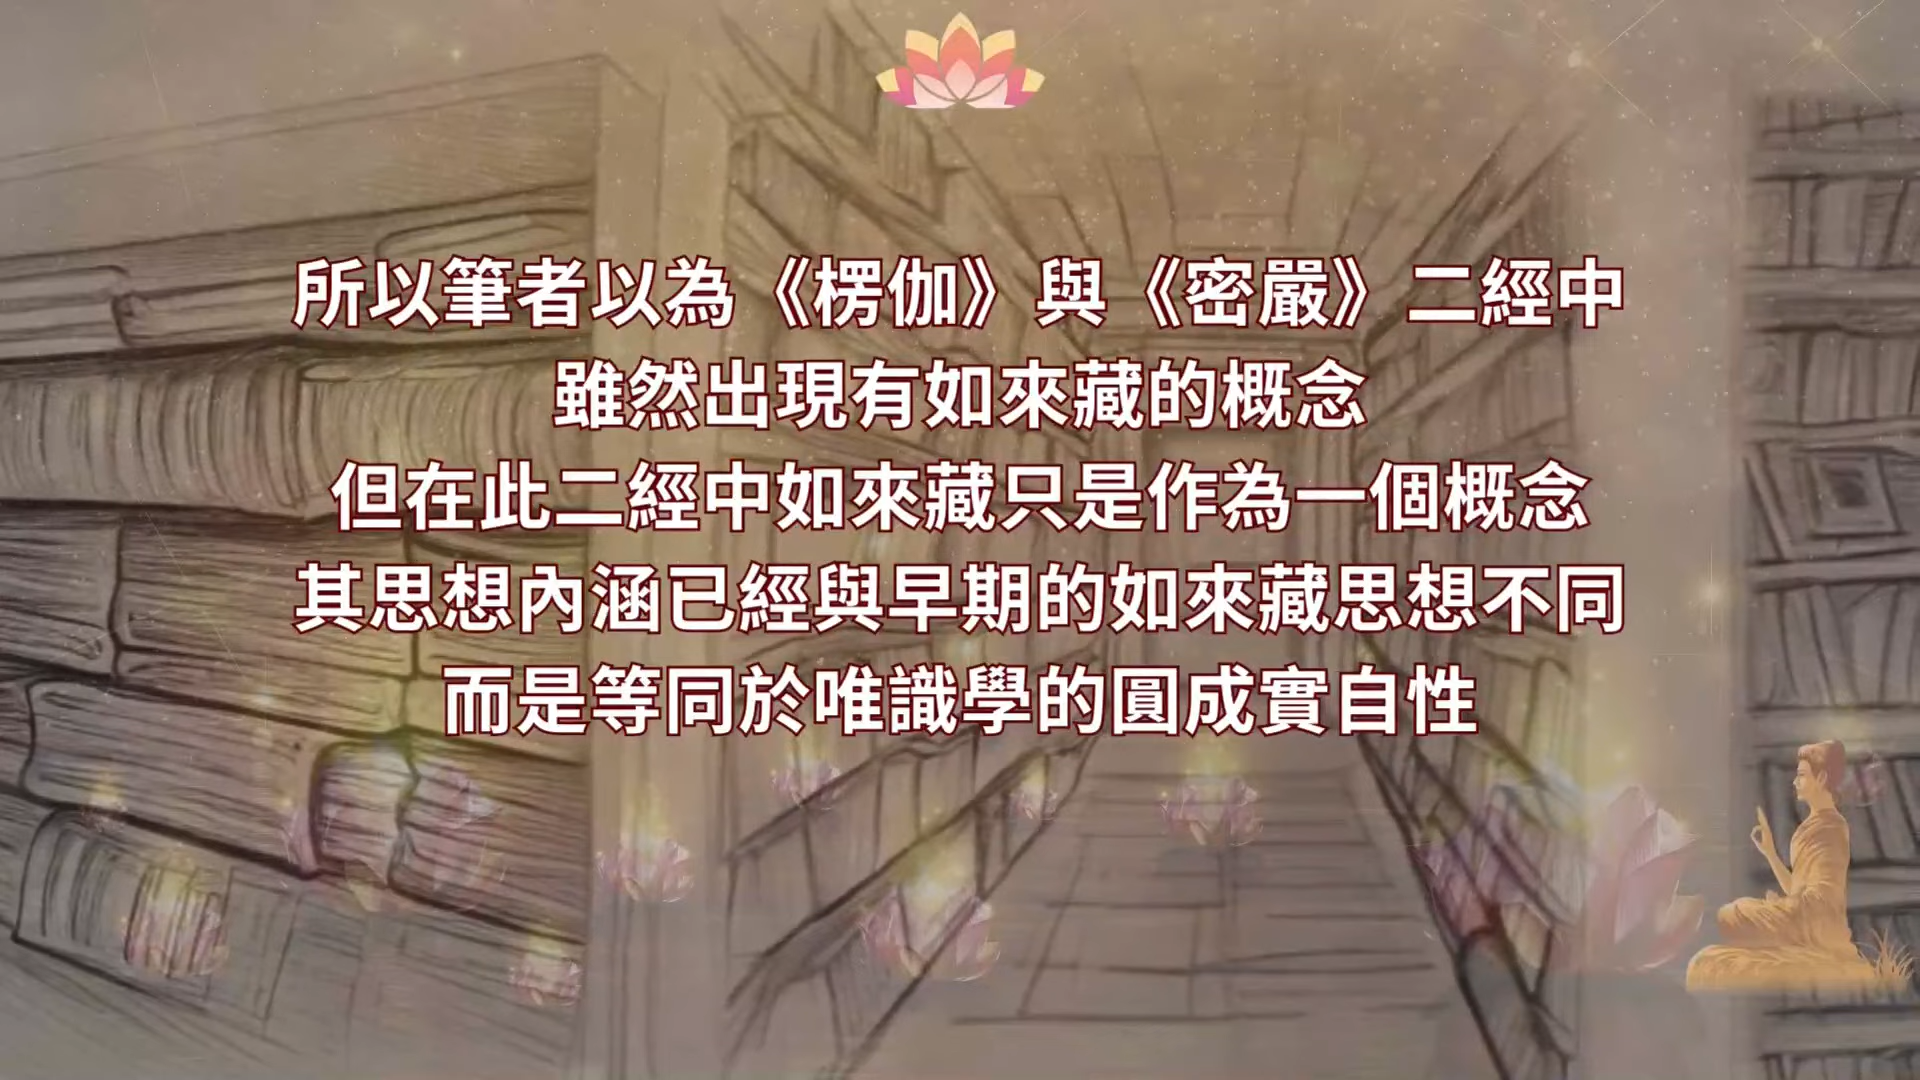 所以筆者以為《楞伽》與《密嚴》二經中
雖然出現有如來藏的概念
但在此二經中如來藏只是作為一個概念
其思想內涵已經與早期的如來藏思想不同
而是等同於唯識學的圓成實自性